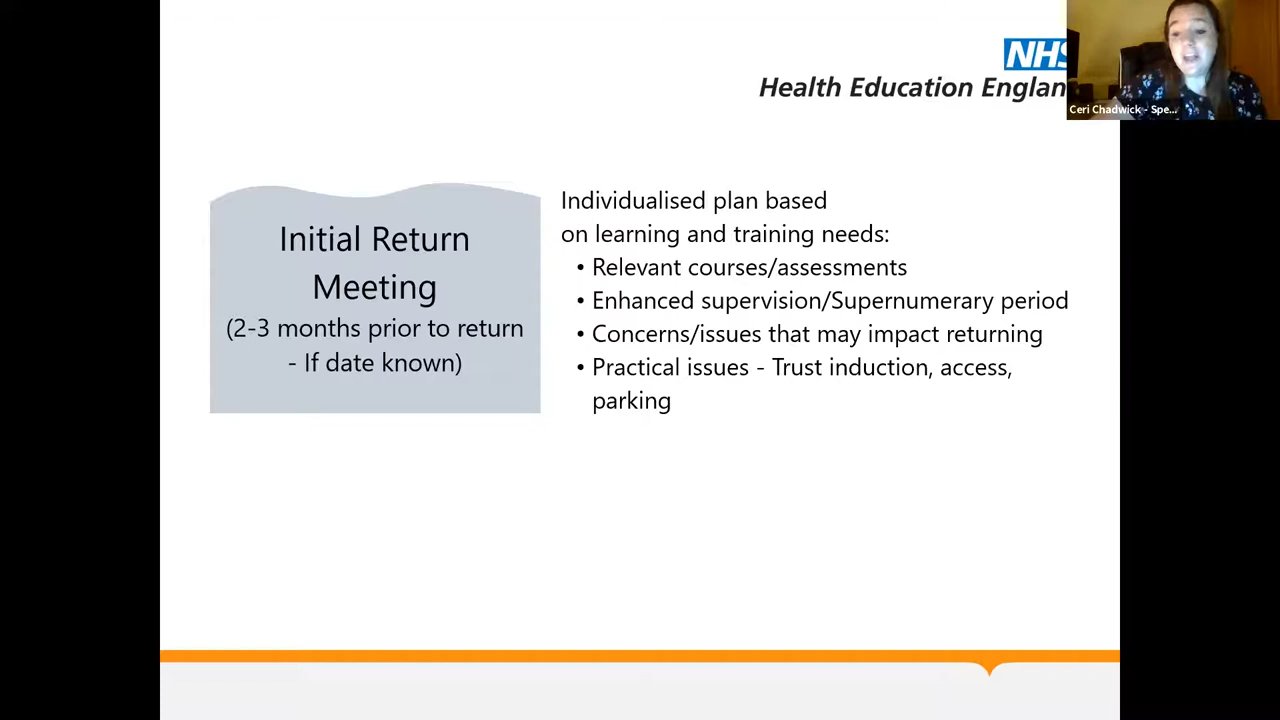 NHS
Health Education Englan
Ceri Chadwick - Spe...
Initial Return
Meeting
(2-3 months prior to return
- If date known)
Individualised plan based
on learning and training needs:
• Relevant courses/assessments
• Enhanced supervision/Supernumerary period
• Concerns/issues that may impact returning
• Practical issues - Trust induction, access,
parking